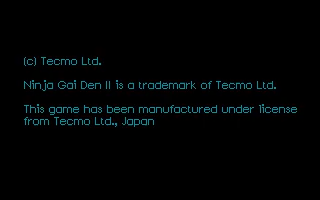 (c) Tecmo Ltd.
Ninja Gai Den II is a trademark of Tecmo Ltd.
This game has been manufactured under license
from Tecmo Ltd., Japan